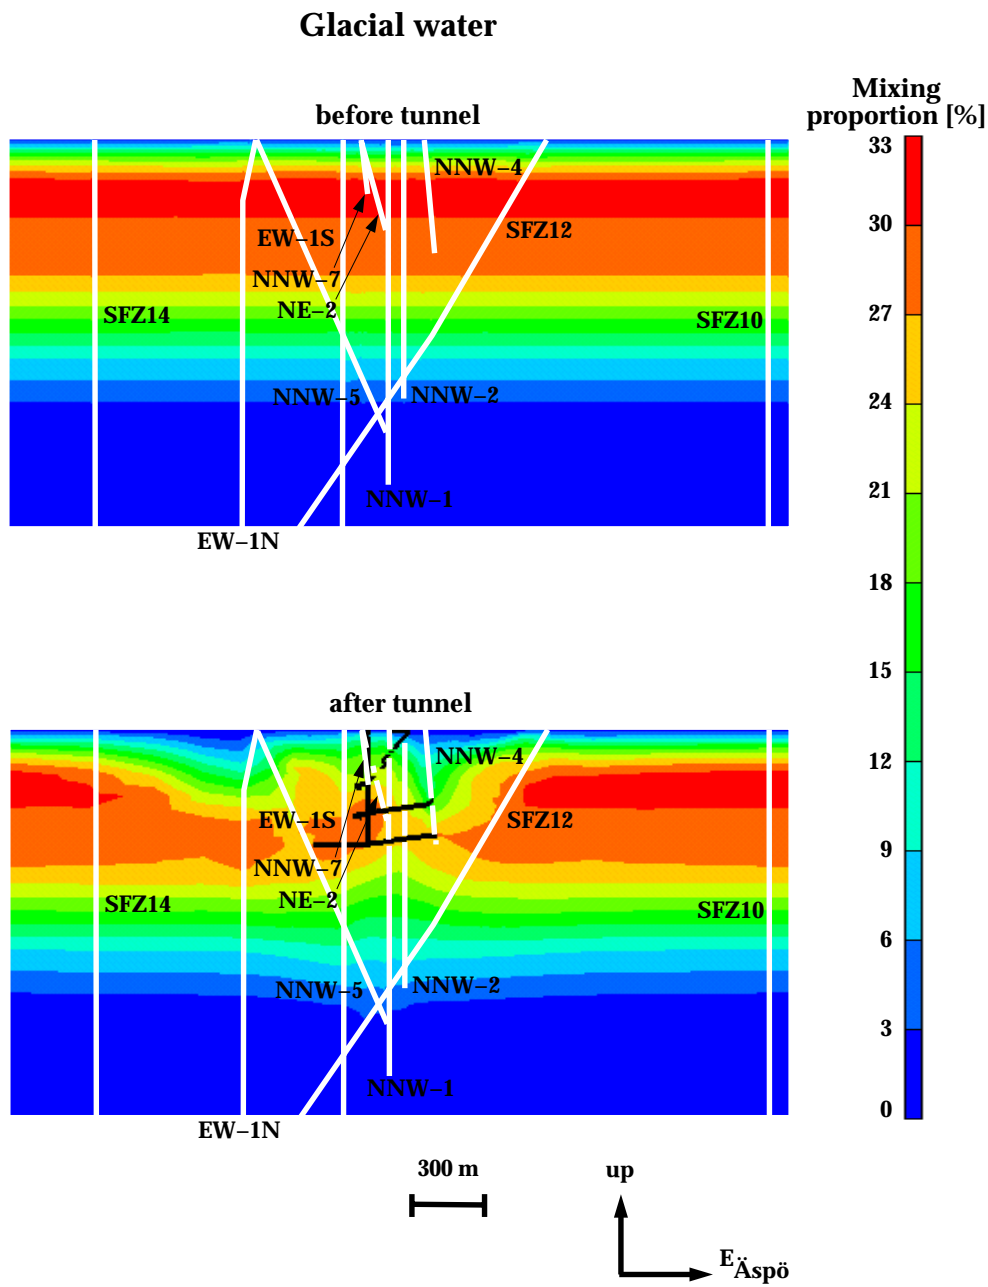 Glacial water
before tunnel
Mixing
proportion [%]
33
30
27
24
21
18
15
12
9
6
3
0
NNW–4
EW–1S
SFZ12
NNW–7
NE–2
SFZ14
SFZ10
NNW–5
NNW–2
NNW–1
EW–1N
after tunnel
NNW–4
EW–1S
SFZ12
NNW–7
NE–2
SFZ14
SFZ10
NNW–5
NNW–2
NNW–1
EW–1N
300 m
up
E Äspö